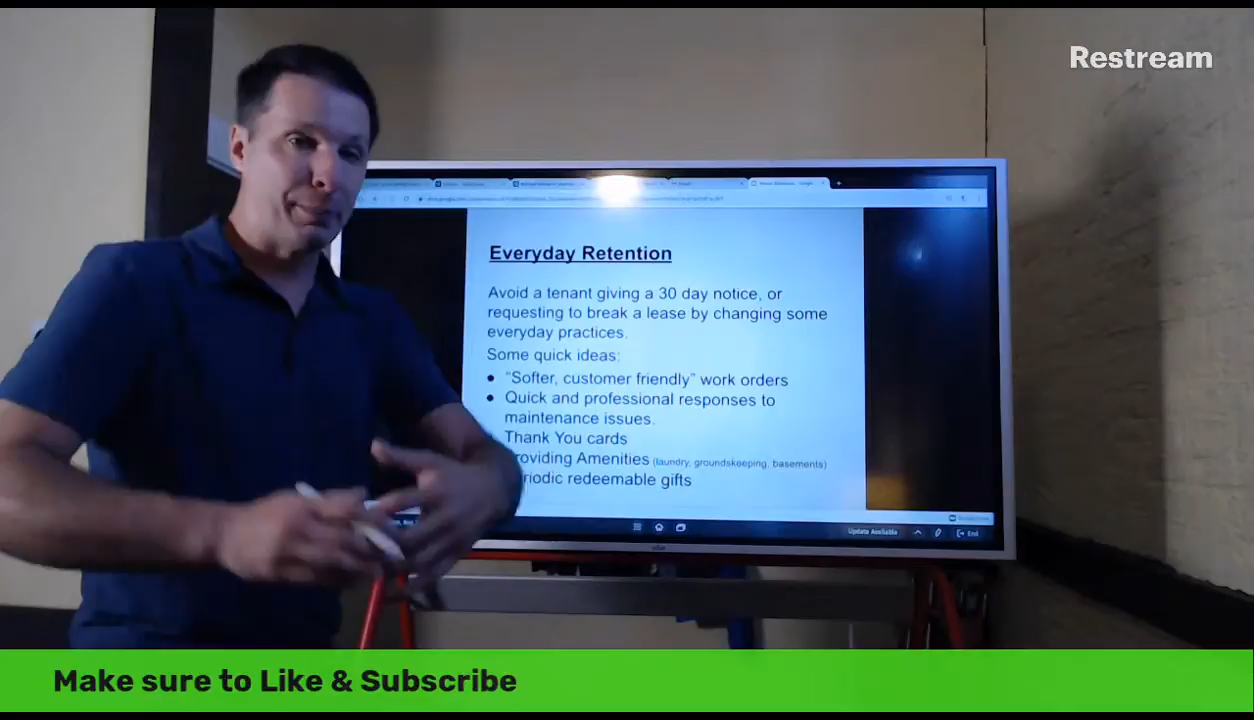 Restream
Everyday Retention
Avoid a tenant giving a 30 day notice, or
requesting to break a lease by changing some
everyday practices.
Some quick ideas:
● "Softer, customer friendly" work orders
● Quick and professional responses to
maintenance issues.
Thank You cards
roviding Amenities (laundry, groundskeeping, basements)
riodic redeemable gifts
Update Available
End
Make sure to Like & Subscribe